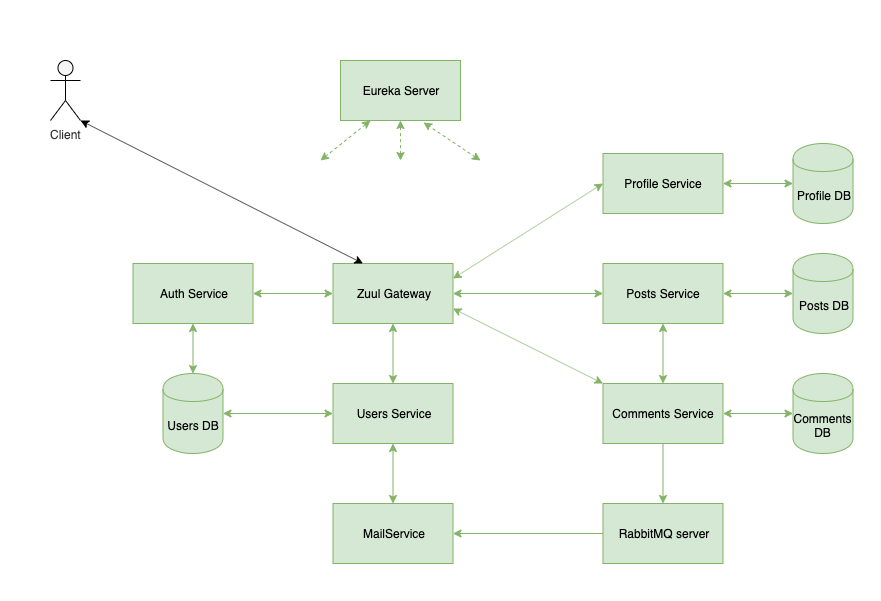 Eureka Server
Client
Profile Service
Profile DB
Auth Service
Zuul Gateway
Posts Service
Posts DB
Users DB
Users Service
Comments Service
Comments
DB
MailService
RabbitMQ server